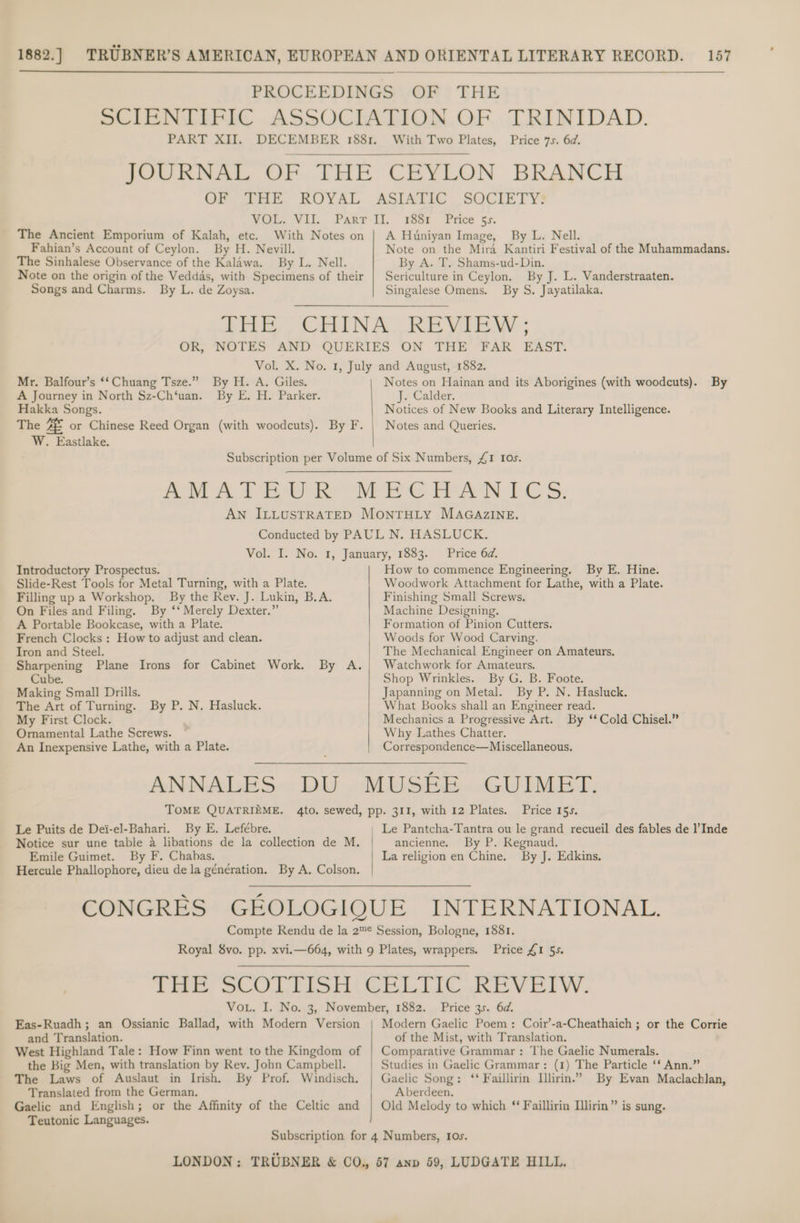 1882.] TRÜBNER'S AMERICAN, EUROPEAN AND ORIENTAL LITERARY RECORD. 157
PROCEEDINGS OF THE
SCIENTIFIC ASSOCIATION OF TRINIDAD.
PART XII. DECEMBER 1881. With Two Plates, Price 7s. 6d.
JOURNAL OF THE CEYLON BRANCH
OF THE ROYAL ASIATIC SOCIETY.
VOL. VII. PART II. 1881 Price 5s.
The Ancient Emporium of Kalah, etc. With Notes on
Fahian's Account of Ceylon. By H. Nevill.
The Sinhalese Observance of the Kaláwa. By L. Nell.
Note on the origin of the Veddás, with Specimens of their
Songs and Charms. By L. de Zoysa.
A Húniyan Image, By L. Nell.
Note on the Mirá Kantiri Festival of the Muhammadans.
By A. T. Shams-ud-Din.
Sericulture in Ceylon. By J. L. Vanderstraaten.
Singalese Omens. By S. Jayatilaka.
THE CHINA REVIEW;
OR, NOTES AND QUERIES ON THE FAR EAST.
Vol. X. No. 1, July and August, 1882.
Mr. Balfour's “Chuang Tsze.” By H. A. Giles.
A Journey in North Sz-Ch‘uan. By E. H. Parker.
Hakka Songs.
The 笙 or Chinese Reed Organ (with woodcuts). By F.
W. Eastlake.
Notes on Hainan and its Aborigines (with woodcuts). By
J. Calder.
Notices of New Books and Literary Intelligence.
Notes and Queries.
Subscription per Volume of Six Numbers, £1 10s.
AMATEUR MECHANICS.
AN ILLUSTRATED MONTHLY MAGAZINE.
Conducted by PAUL N. HASLUCK.
Vol. I. No. 1, January, 1883. Price 6d.
Introductory Prospectus.
Slide-Rest Tools for Metal Turning, with a Plate.
Filling up a Workshop. By the Rev. J. Lukin, B.A.
On Files and Filing. By “Merely Dexter.”
A Portable Bookcase, with a Plate.
French Clocks: How to adjust and clean.
Iron and Steel.
Sharpening Plane Irons for Cabinet Work. By A.
Cube.
Making Small Drills.
The Art of Turning. By P. N. Hasluck.
My First Clock.
Ornamental Lathe Screws.
An Inexpensive Lathe, with a Plate.
How to commence Engineering. By E. Hine.
Woodwork Attachment for Lathe, with a Plate.
Finishing Small Screws.
Machine Designing.
Formation of Pinion Cutters.
Woods for Wood Carving.
The Mechanical Engineer on Amateurs.
Watchwork for Amateurs.
Shop Wrinkles. By G. B. Foote.
Japanning on Metal. By P. N. Hasluck.
What Books shall an Engineer read.
Mechanics a Progressive Art. By “Cold Chisel.”
Why Lathes Chatter.
Correspondence—Miscellaneous.
ANNALES DU MUSÉE GUIMET.
TOME QUATRIÈME. 4to. sewed, pp. 311, with 12 Plates. Price 15s.
Le Puits de Deï-el-Bahari. By E. Lefébre.
Notice sur une table à libations de la collection de M.
Emile Guimet. By F. Chabas.
Hercule Phallophore, dieu de la génération. By A. Colson.
Le Pantcha-Tantra ou le grand recueil des fables de l'Inde
ancienne. By P. Regnaud.
La religion en Chine. By J. Edkins.
CONGRÈS GÉOLOGIQUE INTERNATIONAL.
Compte Rendu de la 2me Session, Bologne, 1881.
Royal 8vo. pp. xvi.—664, with 9 Plates, wrappers. Price £1 5s.
THE SCOTTISH CELTIC REVEIW.
VOL. I. No. 3, November, 1882. Price 3s. 6d.
Eas-Ruadh; an Ossianic Ballad, with Modern Version
and Translation.
West Highland Tale: How Finn went to the Kingdom of
the Big Men, with translation by Rev. John Campbell.
The Laws of Auslaut in Irish. By Prof. Windisch.
Translated from the German.
Gaelic and English; or the Affinity of the Celtic and
Teutonic Languages.
Modern Gaelic Poem: Coir'-a-Cheathaich; or the Corrie
of the Mist, with Translation.
Comparative Grammar: The Gaelic Numerals.
Studies in Gaelic Grammar: (1) The Particle “Ann.”
Gaelic Song: “Faillirin Illirin.” By Evan Maclachlan,
Aberdeen.
Old Melody to which “Faillirin Illirin” is sung.
Subscription for 4 Numbers, 10s.
LONDON: TRÜBNER & CO., 57 AND 59, LUDGATE HILL.